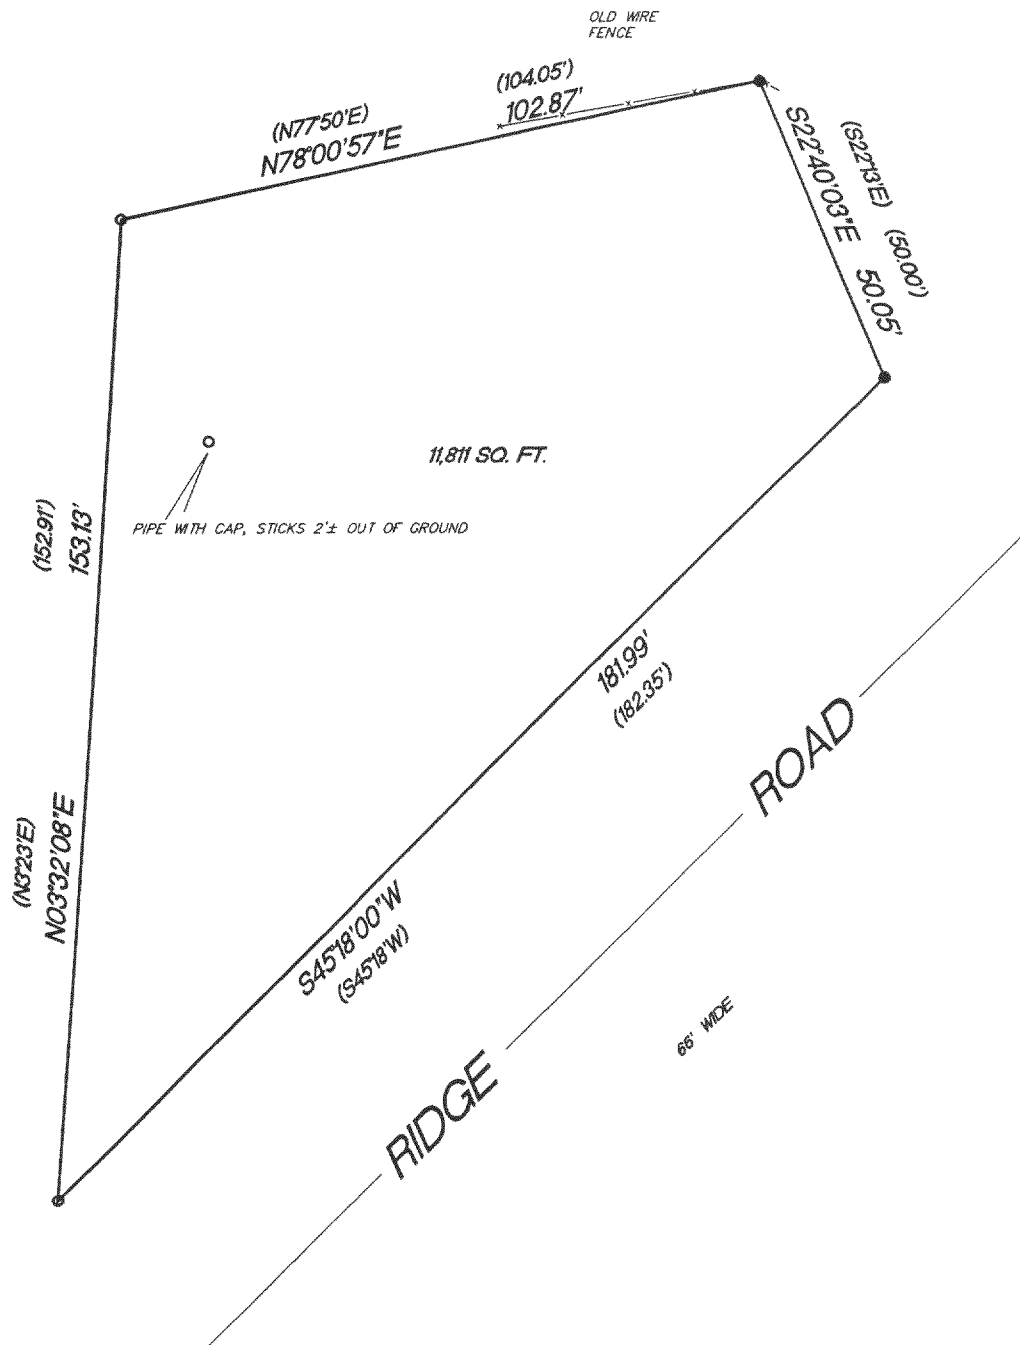 OLD WIRE
FENCE
(104.05')
102.87'
(N77°50'E)
N78°00'57"E
S22°40'03"E 50.05'
(S22°13'E) (50.00')
11,811 SQ. FT.
(152.91')
153.13'
PIPE WITH CAP, STICKS 2'± OUT OF GROUND
181.99'
(182.35')
(N3°23'E)
N03°32'08"E
S45°18'00"W
(S45°18'W)
RIDGE ROAD
66' WIDE